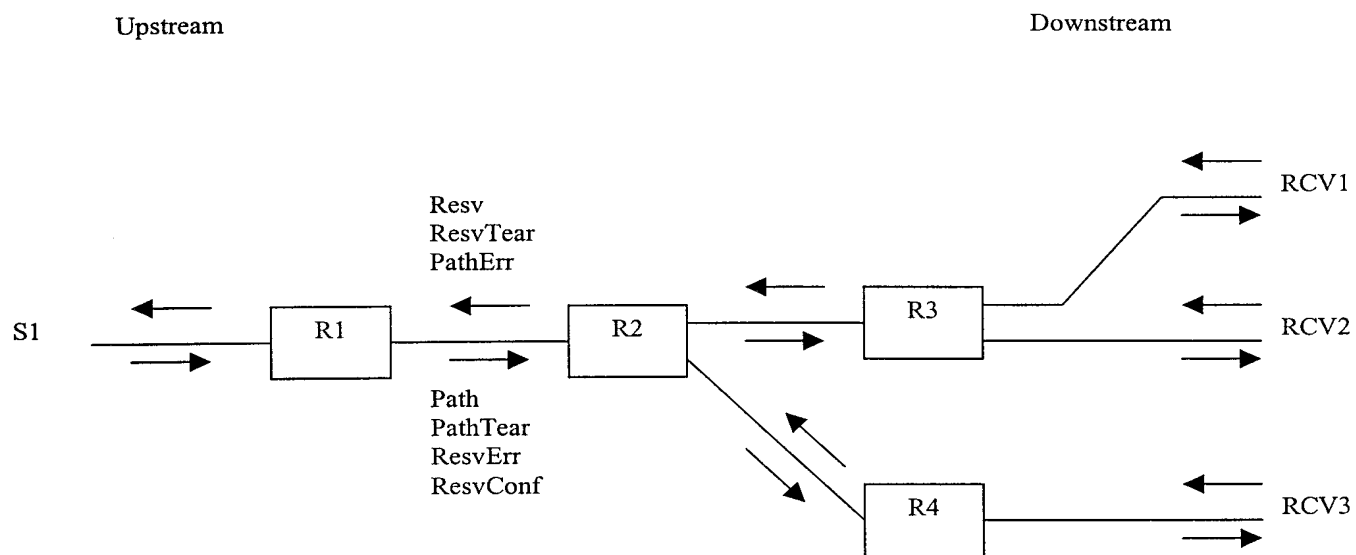 Upstream
Downstream
RCV1
Resv
ResvTear
PathErr
S1
R1
R2
R3
RCV2
Path
PathTear
ResvErr
ResvConf
R4
RCV3